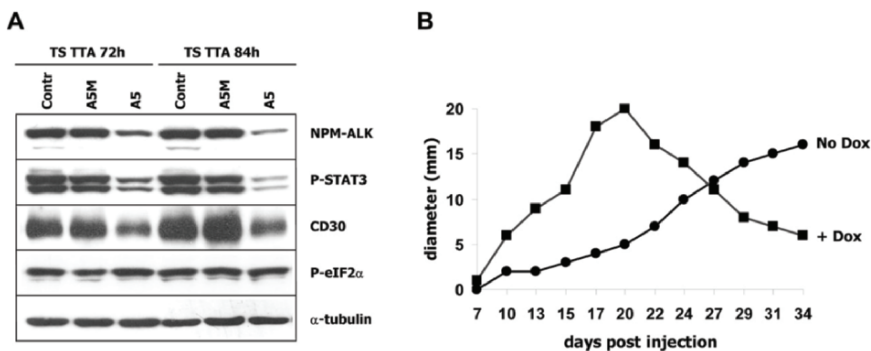 A
TS TTA 72h TS TTA 84h
Contr A5M A5 Contr A5M A5
NPM-ALK
P-STAT3
CD30
P-eIF2α
α-tubulin
B
20
15
10
5
0
diameter (mm)
No Dox
+ Dox
7 10 13 15 17 20 22 24 27 29 31 34
days post injection